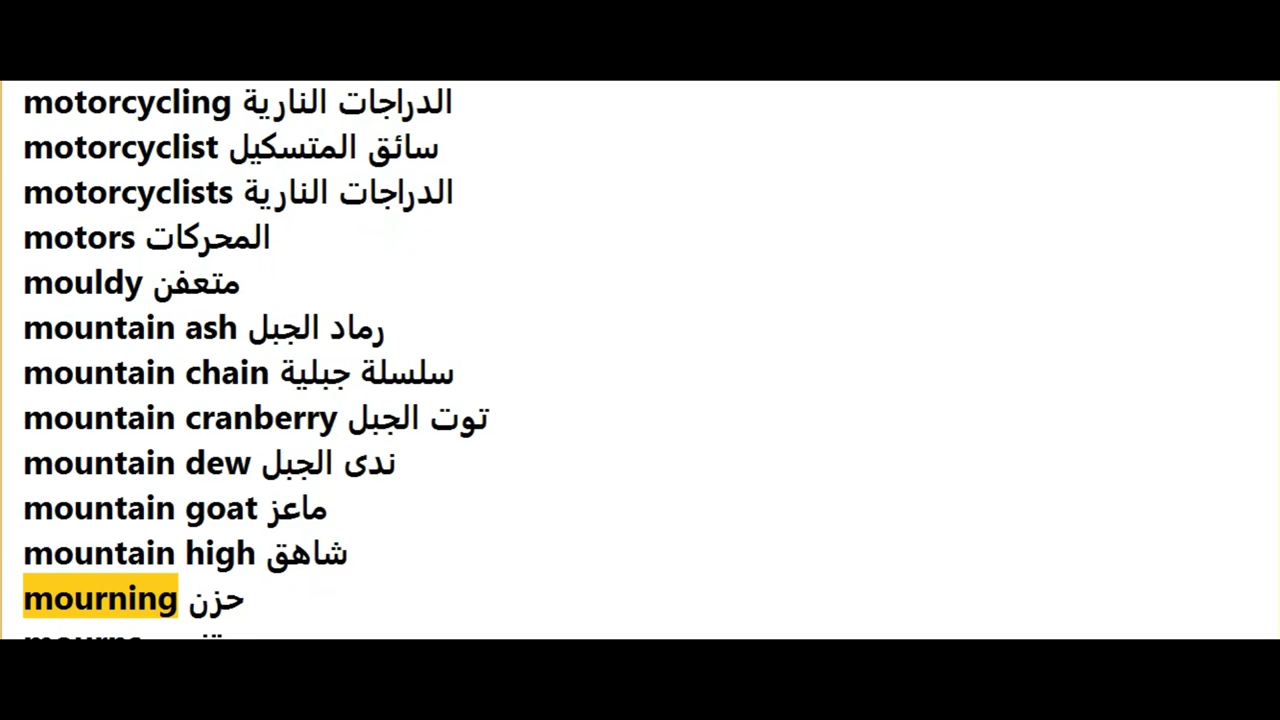 motorcycling الدراجات النارية
motorcyclist سائق المتسكيل
motorcyclists الدراجات النارية
motors المحركات
mouldy متعفن
mountain ash رماد الجبل
mountain chain سلسلة جبلية
mountain cranberry توت الجبل
mountain dew ندى الجبل
mountain goat ماعز
mountain high شاهق
mourning حزن